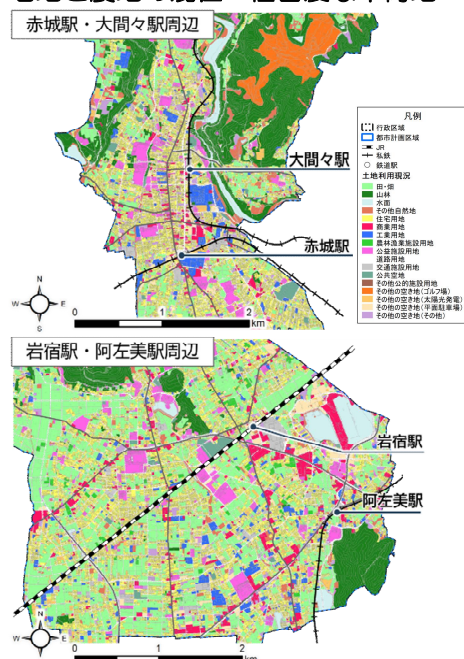 赤城駅・大間々駅周辺
大間々駅
赤城駅
N
W
E
S
0
1
2
km
凡例
行政区域
都市計画区域
JR
私鉄
鉄道駅
土地利用現況
田・畑
山林
水面
その他自然地
住宅用地
商業用地
工業用地
農林漁業施設用地
公益施設用地
道路用地
交通施設用地
公共空地
その他公的施設用地
その他の空き地(ゴルフ場)
その他の空き地(太陽光発電)
その他の空き地(平面駐車場)
その他の空き地(その他)
岩宿駅・阿左美駅周辺
岩宿駅
阿左美駅
N
W
E
S
0
1
2
km